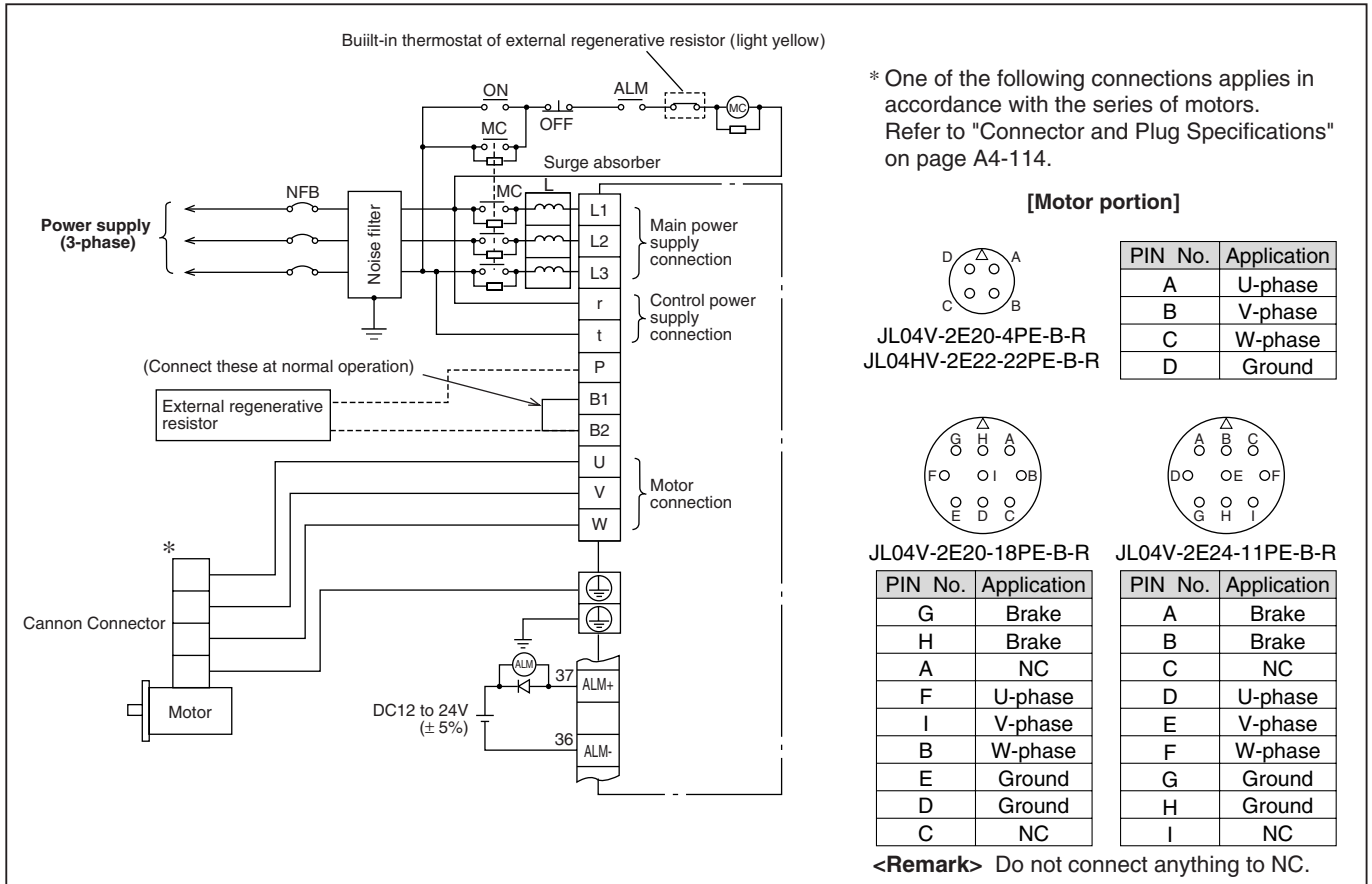 Buiilt-in thermostat of external regenerative resistor (light yellow)
ON
ALM
OFF
MC
MC
Surge absorber
NFB
MC
L
Power supply
(3-phase)
Noise filter
L1
L2
L3
Main power
supply
connection
r
t
Control power
supply
connection
(Connect these at normal operation)
P
B1
B2
External regenerative
resistor
U
V
W
Motor
connection
*
Cannon Connector
Motor
ALM
37
ALM+
DC12 to 24V
(± 5%)
36
ALM-
* One of the following connections applies in
accordance with the series of motors.
Refer to "Connector and Plug Specifications"
on page A4-114.
[Motor portion]
D A
C B
JL04V-2E20-4PE-B-R
JL04HV-2E22-22PE-B-R
PIN No. Application
A U-phase
B V-phase
C W-phase
D Ground
G H A
F I B
E D C
JL04V-2E20-18PE-B-R
PIN No. Application
G Brake
H Brake
A NC
F U-phase
I V-phase
B W-phase
E Ground
D Ground
C NC
A B C
D E F
G H I
JL04V-2E24-11PE-B-R
PIN No. Application
A Brake
B Brake
C NC
D U-phase
E V-phase
F W-phase
G Ground
H Ground
I NC
<Remark> Do not connect anything to NC.